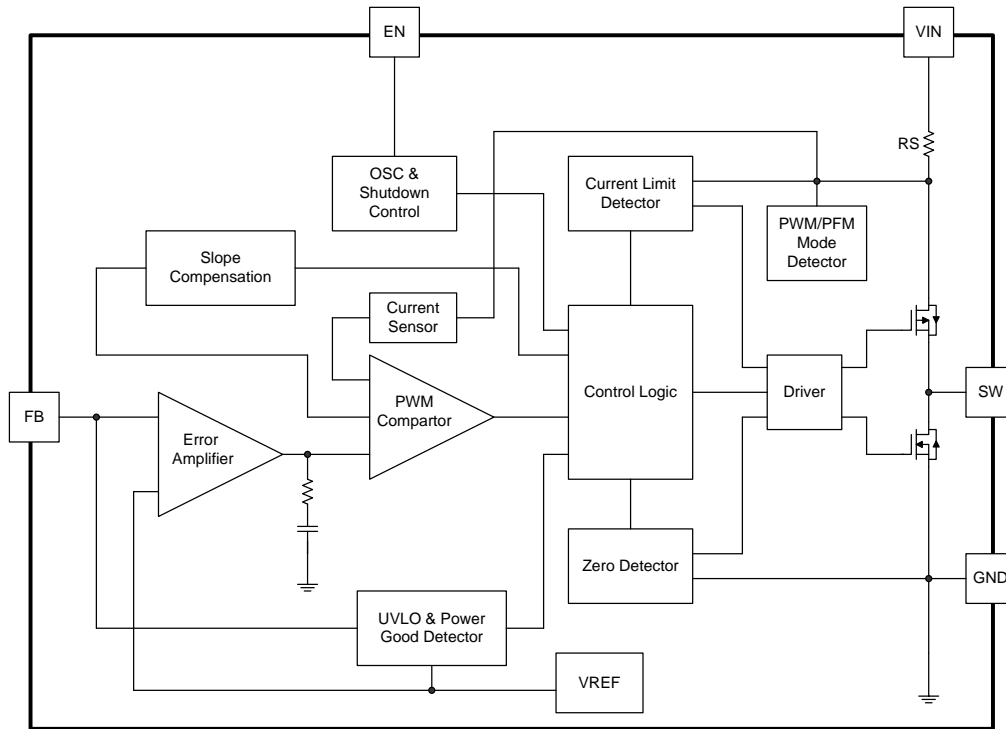 EN
VIN
RS
OSC &
Shutdown
Control
Current Limit
Detector
PWM/PFM
Mode
Detector
Slope
Compensation
Current
Sensor
PWM
Compartor
Control Logic
Driver
SW
FB
Error
Amplifier
Zero Detector
GND
UVLO & Power
Good Detector
VREF